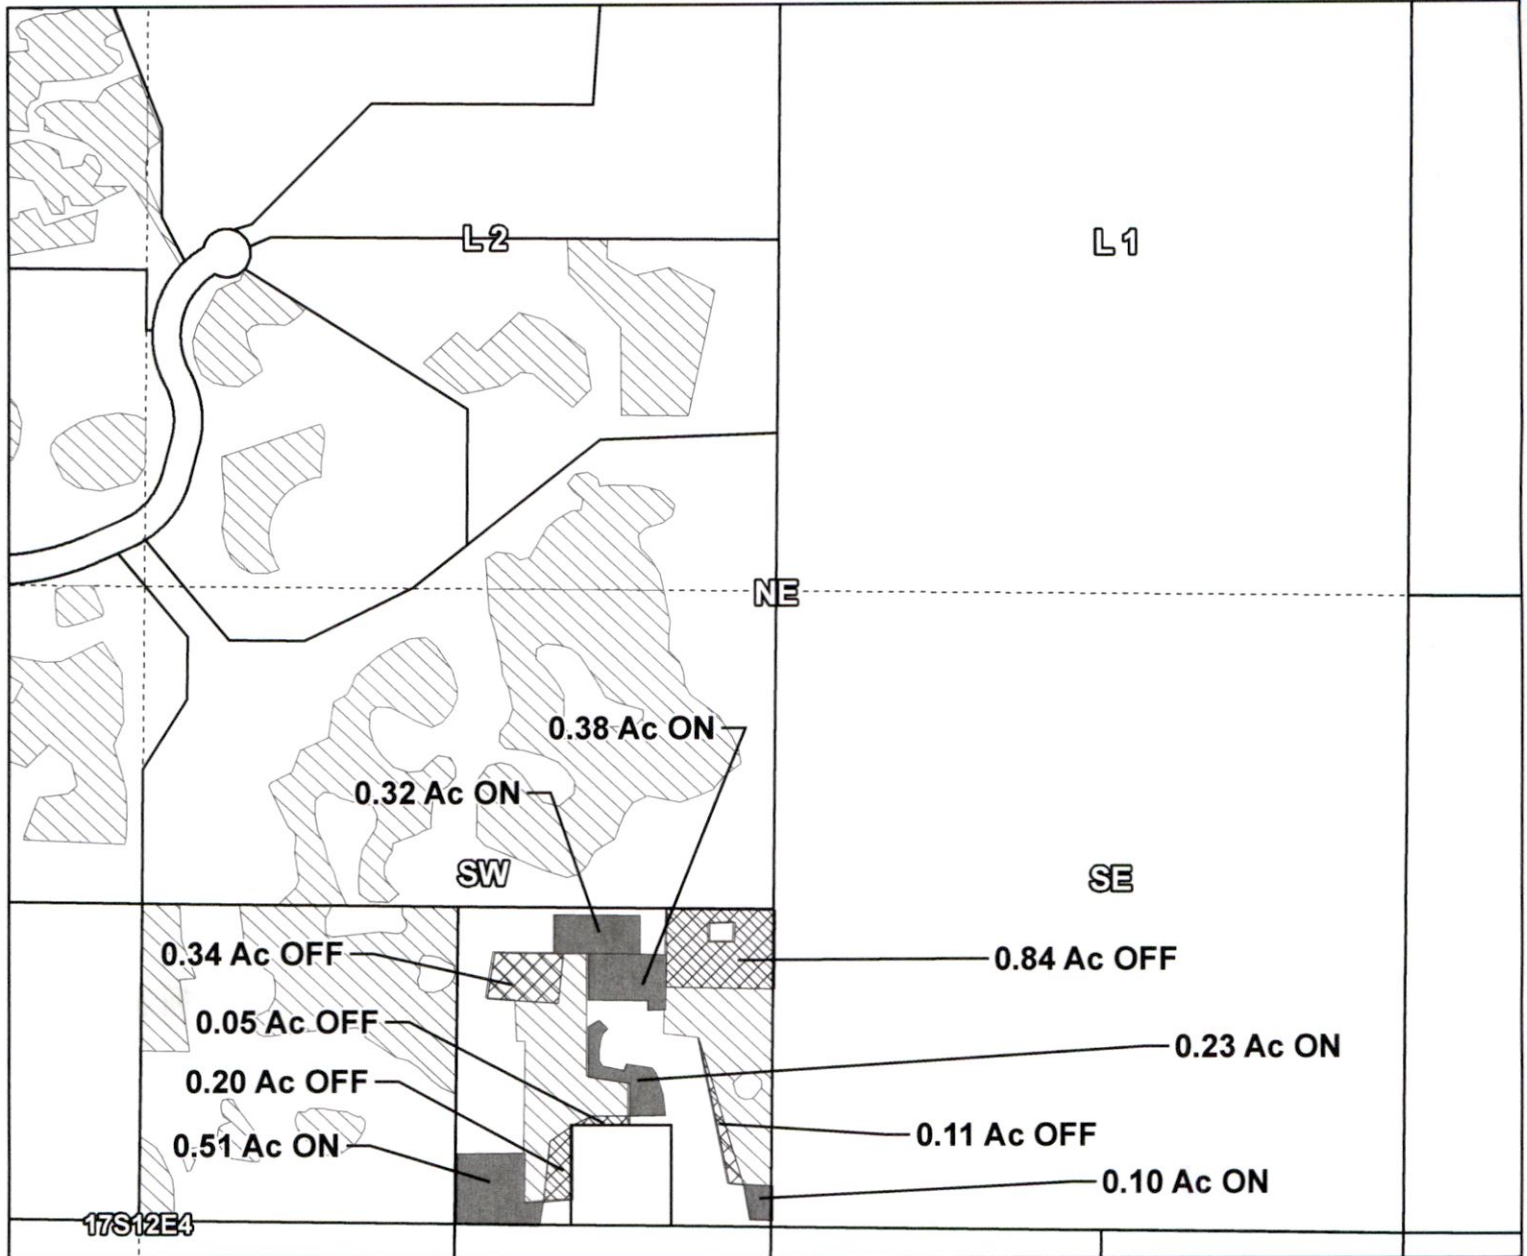 L 2
L 1
NE
0.38 Ac ON
0.32 Ac ON
SW
SE
0.34 Ac OFF
0.84 Ac OFF
0.05 Ac OFF
0.23 Ac ON
0.20 Ac OFF
0.11 Ac OFF
0.51 Ac ON
0.10 Ac ON
17S12E4